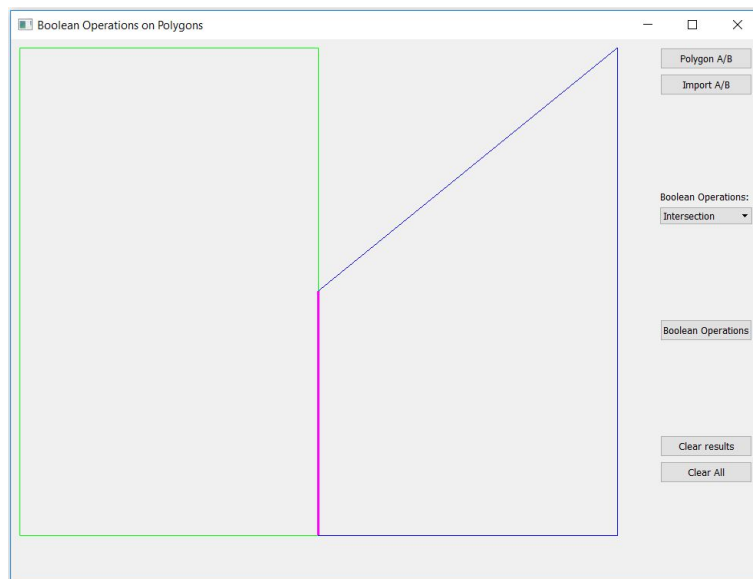 Boolean Operations on Polygons
Polygon A/B
Import A/B
Boolean Operations:
Intersection
Boolean Operations
Clear results
Clear All